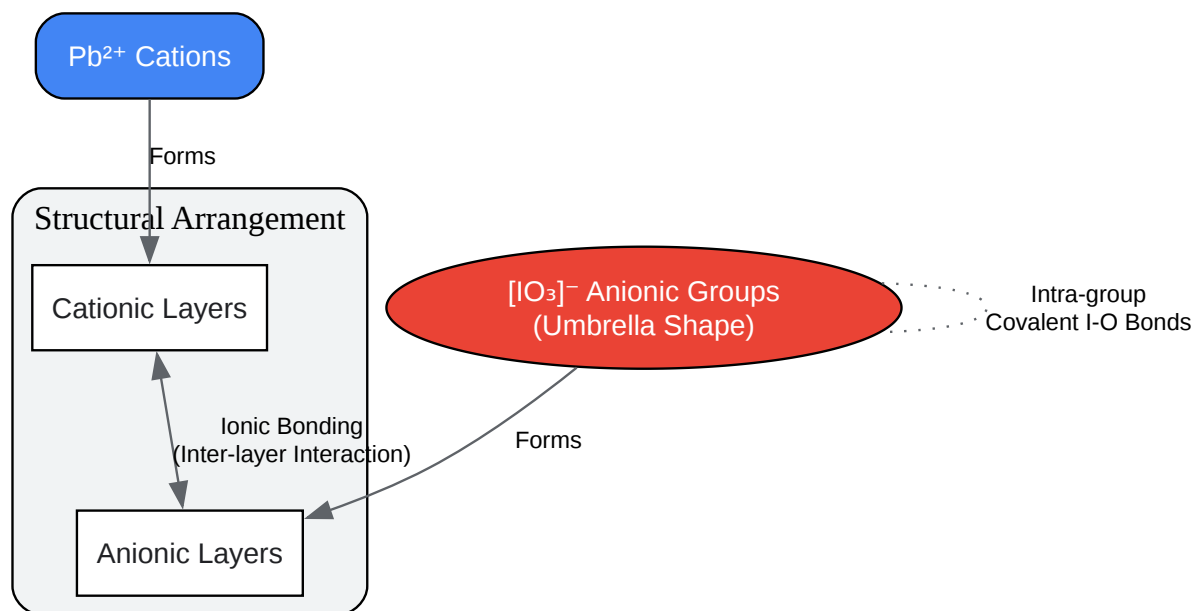 Pb²⁺ Cations
Forms
Structural Arrangement
Cationic Layers
[IO₃]⁻ Anionic Groups
(Umbrella Shape)
Intra-group
Covalent I-O Bonds
Ionic Bonding
(Inter-layer Interaction)
Forms
Anionic Layers